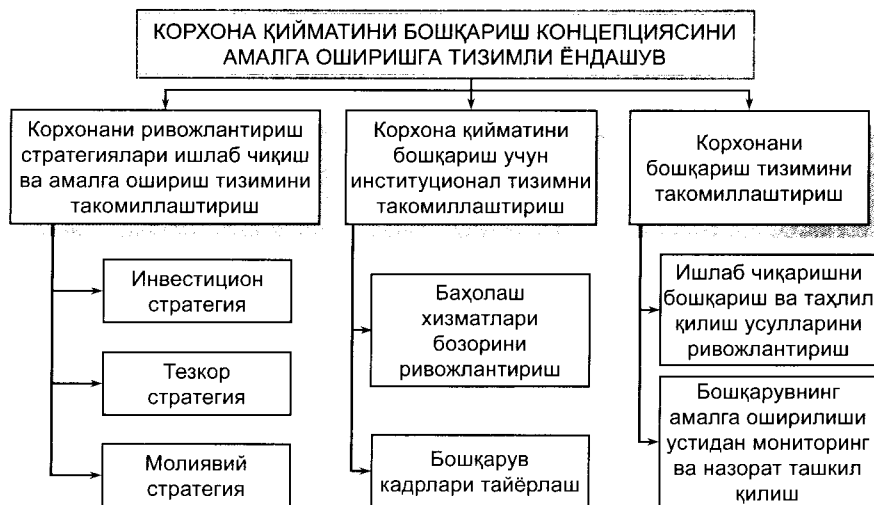 КОРХОНА ҚИЙМАТИНИ БОШҚАРИШ КОНЦЕПЦИЯСИНИ
АМАЛГА ОШИРИШГА ТИЗИМЛИ ЁНДАШУВ
Корхонани ривожлантириш
стратегиялари ишлаб чиқиш
ва амалга ошириш тизимини
такомиллаштириш
Инвестицион
стратегия
Тезкор
стратегия
Молиявий
стратегия
Корхона қийматини
бошқариш учун
институционал тизимни
такомиллаштириш
Баҳолаш
хизматлари
бозорини
ривожлантириш
Бошқарув
кадрлари тайёрлаш
Корхонани
бошқариш тизимини
такомиллаштириш
Ишлаб чиқаришни
бошқариш ва таҳлил
қилиш усулларини
ривожлантириш
Бошқарувнинг
амалга оширилиши
устидан мониторинг
ва назорат ташкил
қилиш